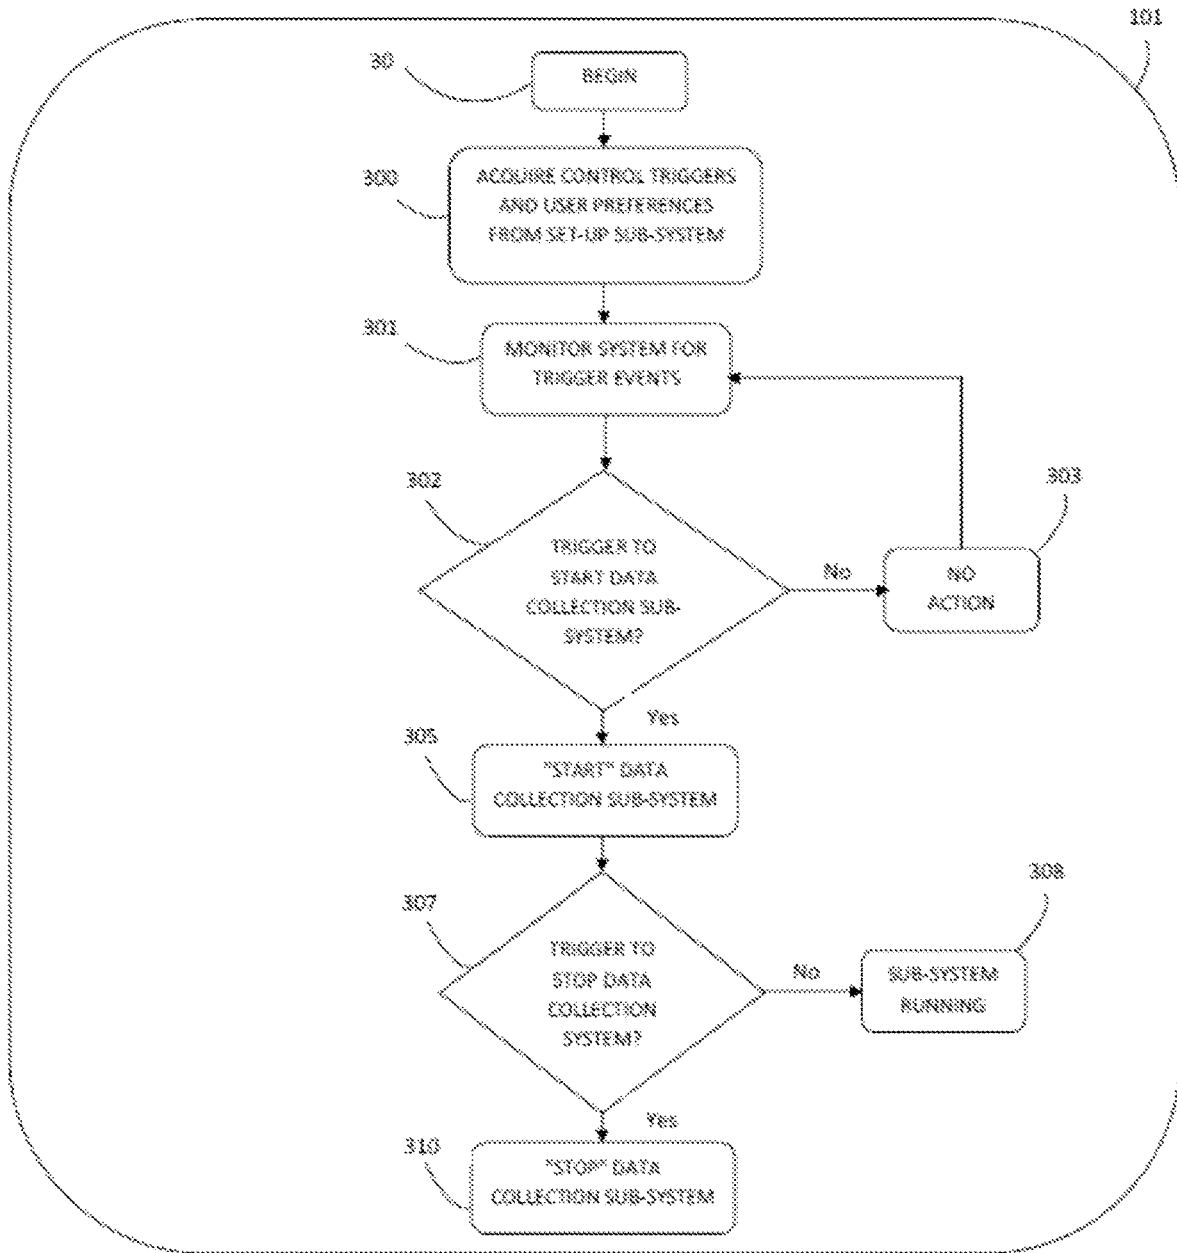 101
30
BEGIN
300
ACQUIRE CONTROL TRIGGERS
AND USER PREFERENCES
FROM SET-UP SUB-SYSTEM
301
MONITOR SYSTEM FOR
TRIGGER EVENTS
302
TRIGGER TO
START DATA
COLLECTION SUB-
SYSTEM?
No
303
NO
ACTION
Yes
305
"START" DATA
COLLECTION SUB-SYSTEM
307
TRIGGER TO
STOP DATA
COLLECTION
SYSTEM?
No
308
SUB-SYSTEM
RUNNING
Yes
310
"STOP" DATA
COLLECTION SUB-SYSTEM